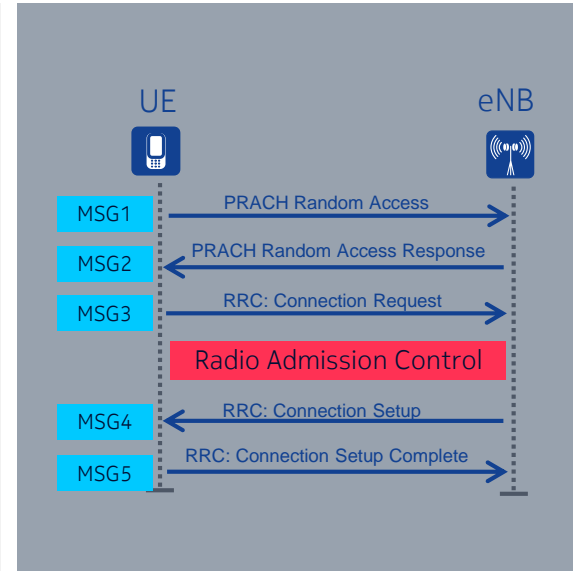 UE
eNB
MSG1
PRACH Random Access
MSG2
PRACH Random Access Response
MSG3
RRC: Connection Request
Radio Admission Control
MSG4
RRC: Connection Setup
MSG5
RRC: Connection Setup Complete